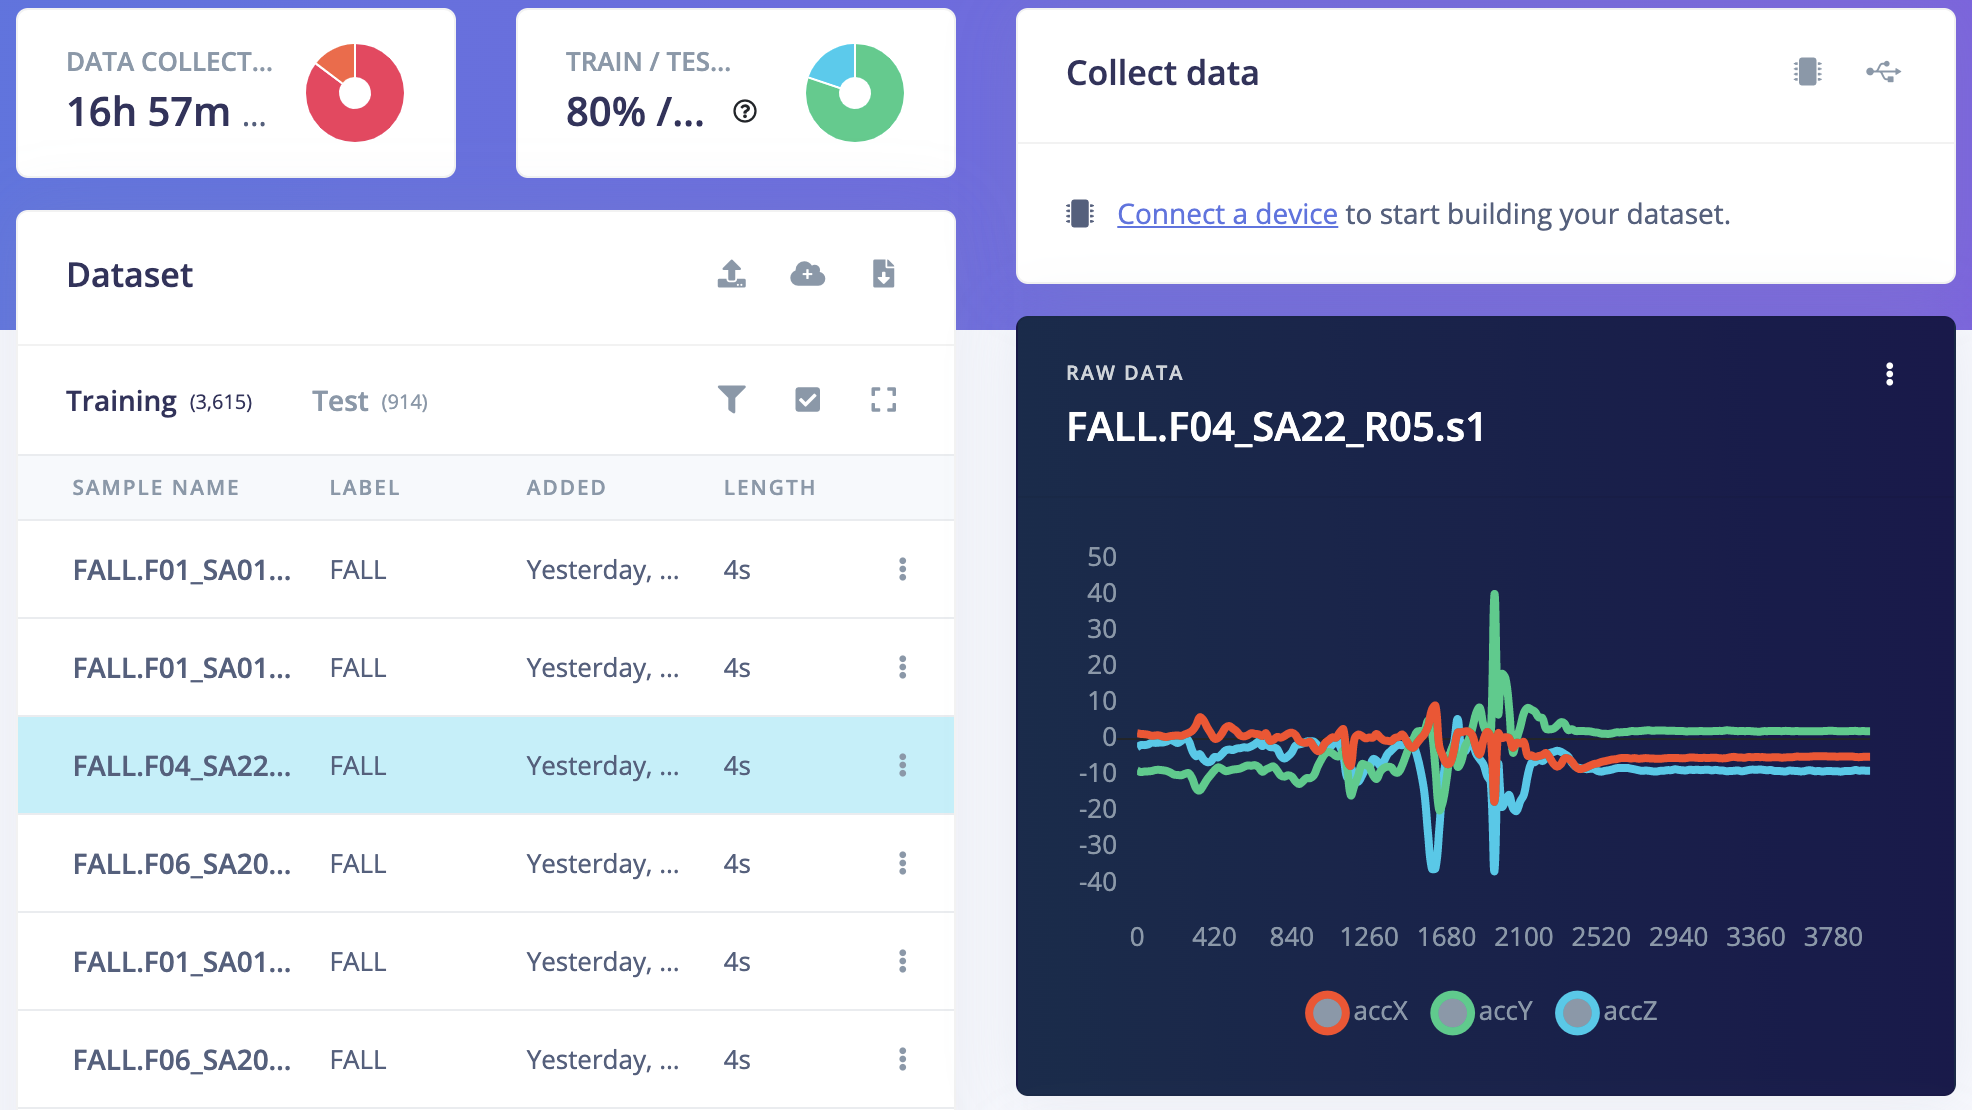 DATA COLLECT...
16h 57m ...
TRAIN / TES...
80% /...
Collect data
Connect a device to start building your dataset.
Dataset
Training (3,615) Test (914)
SAMPLE NAME LABEL ADDED LENGTH
FALL.F01_SA01... FALL Yesterday, ... 4s
FALL.F01_SA01... FALL Yesterday, ... 4s
FALL.F04_SA22... FALL Yesterday, ... 4s
FALL.F06_SA20... FALL Yesterday, ... 4s
FALL.F01_SA01... FALL Yesterday, ... 4s
FALL.F06_SA20... FALL Yesterday, ... 4s
RAW DATA
FALL.F04_SA22_R05.s1
50
40
30
20
10
0
-10
-20
-30
-40
0 420 840 1260 1680 2100 2520 2940 3360 3780
accX accY accZ